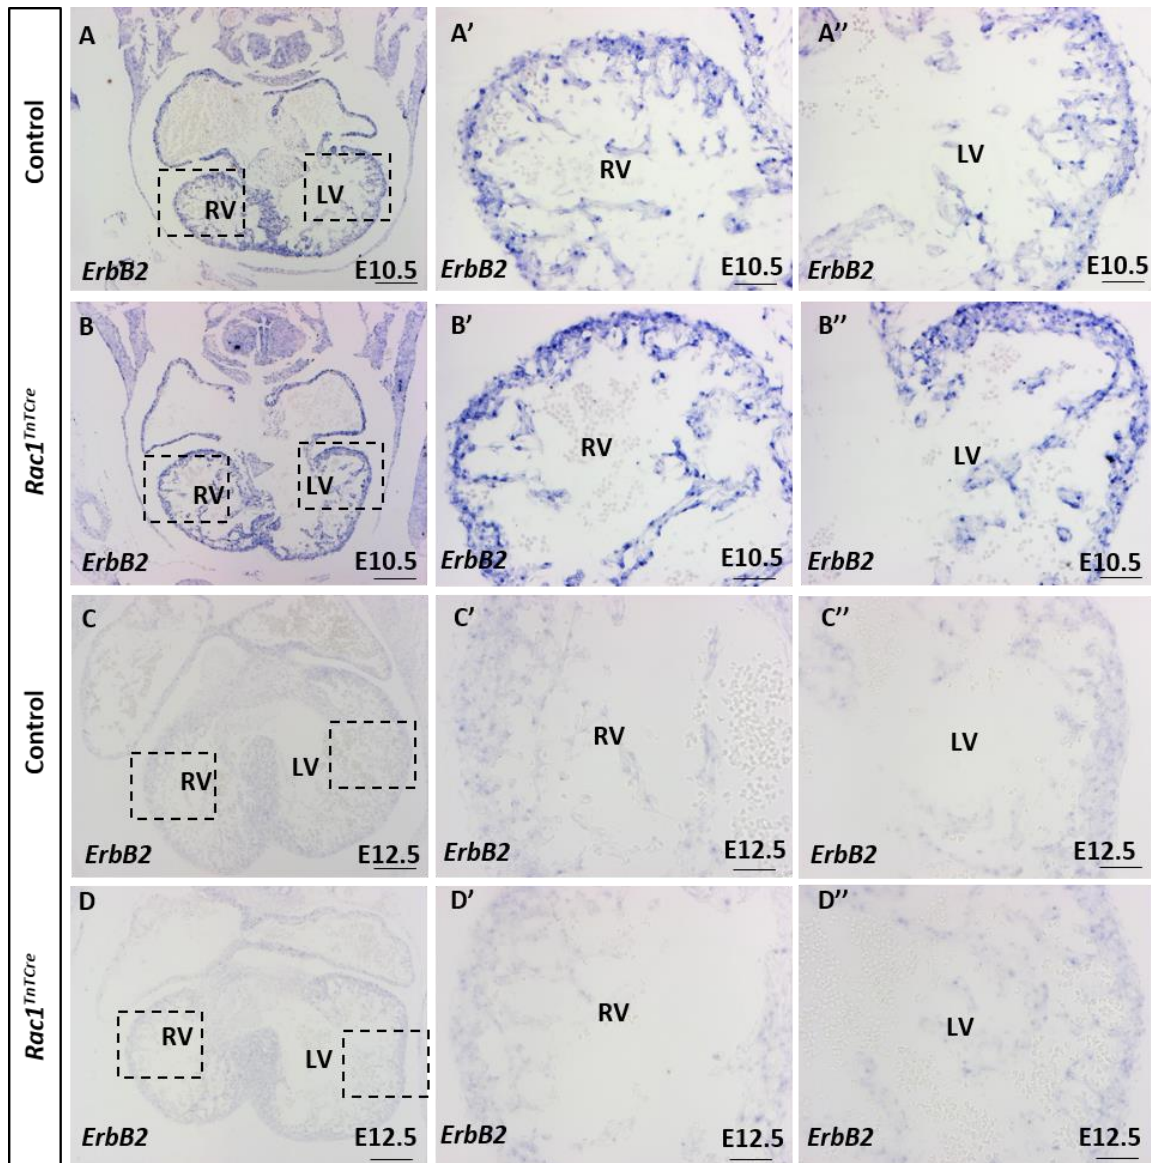 Control
A
RV
LV
ErbB2
E10.5
A'
RV
ErbB2
E10.5
A''
LV
ErbB2
E10.5
Rac1TnTCre
B
RV
LV
ErbB2
E10.5
B'
RV
ErbB2
E10.5
B''
LV
ErbB2
E10.5
Control
C
RV
LV
ErbB2
E12.5
C'
RV
ErbB2
E12.5
C''
LV
ErbB2
E12.5
Rac1TnTCre
D
RV
LV
ErbB2
E12.5
D'
RV
ErbB2
E12.5
D''
LV
ErbB2
E12.5